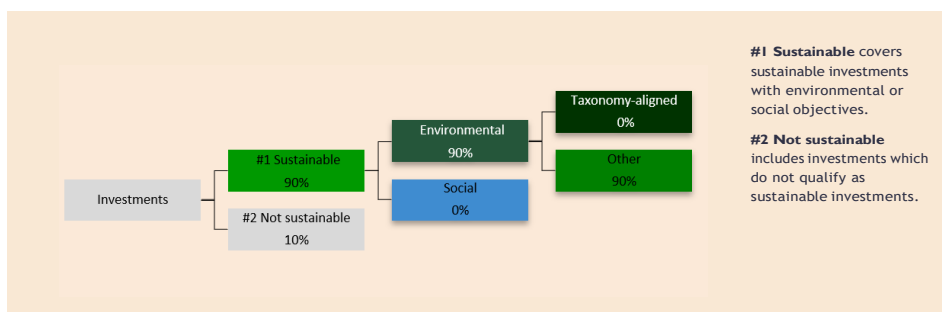 #1 Sustainable covers
sustainable investments
with environmental or
social objectives.
#2 Not sustainable
includes investments which
do not qualify as
sustainable investments.
Investments
#1 Sustainable
90%
#2 Not sustainable
10%
Environmental
90%
Social
0%
Taxonomy-aligned
0%
Other
90%